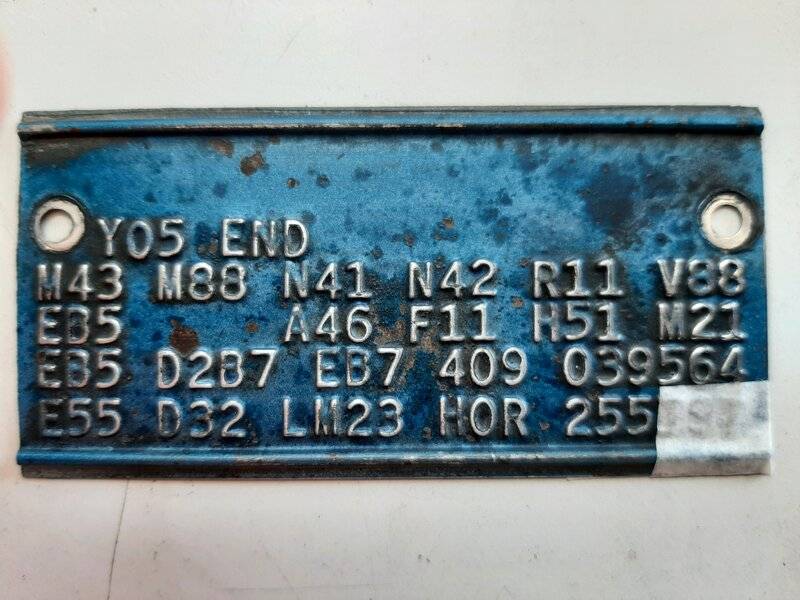 Y05 END
M43 M88 N41 N42 R11 V88
EB5 A46 F11 H51 M21
EB5 D2B7 EB7 409 039564
E55 D32 LM23 H0R 255